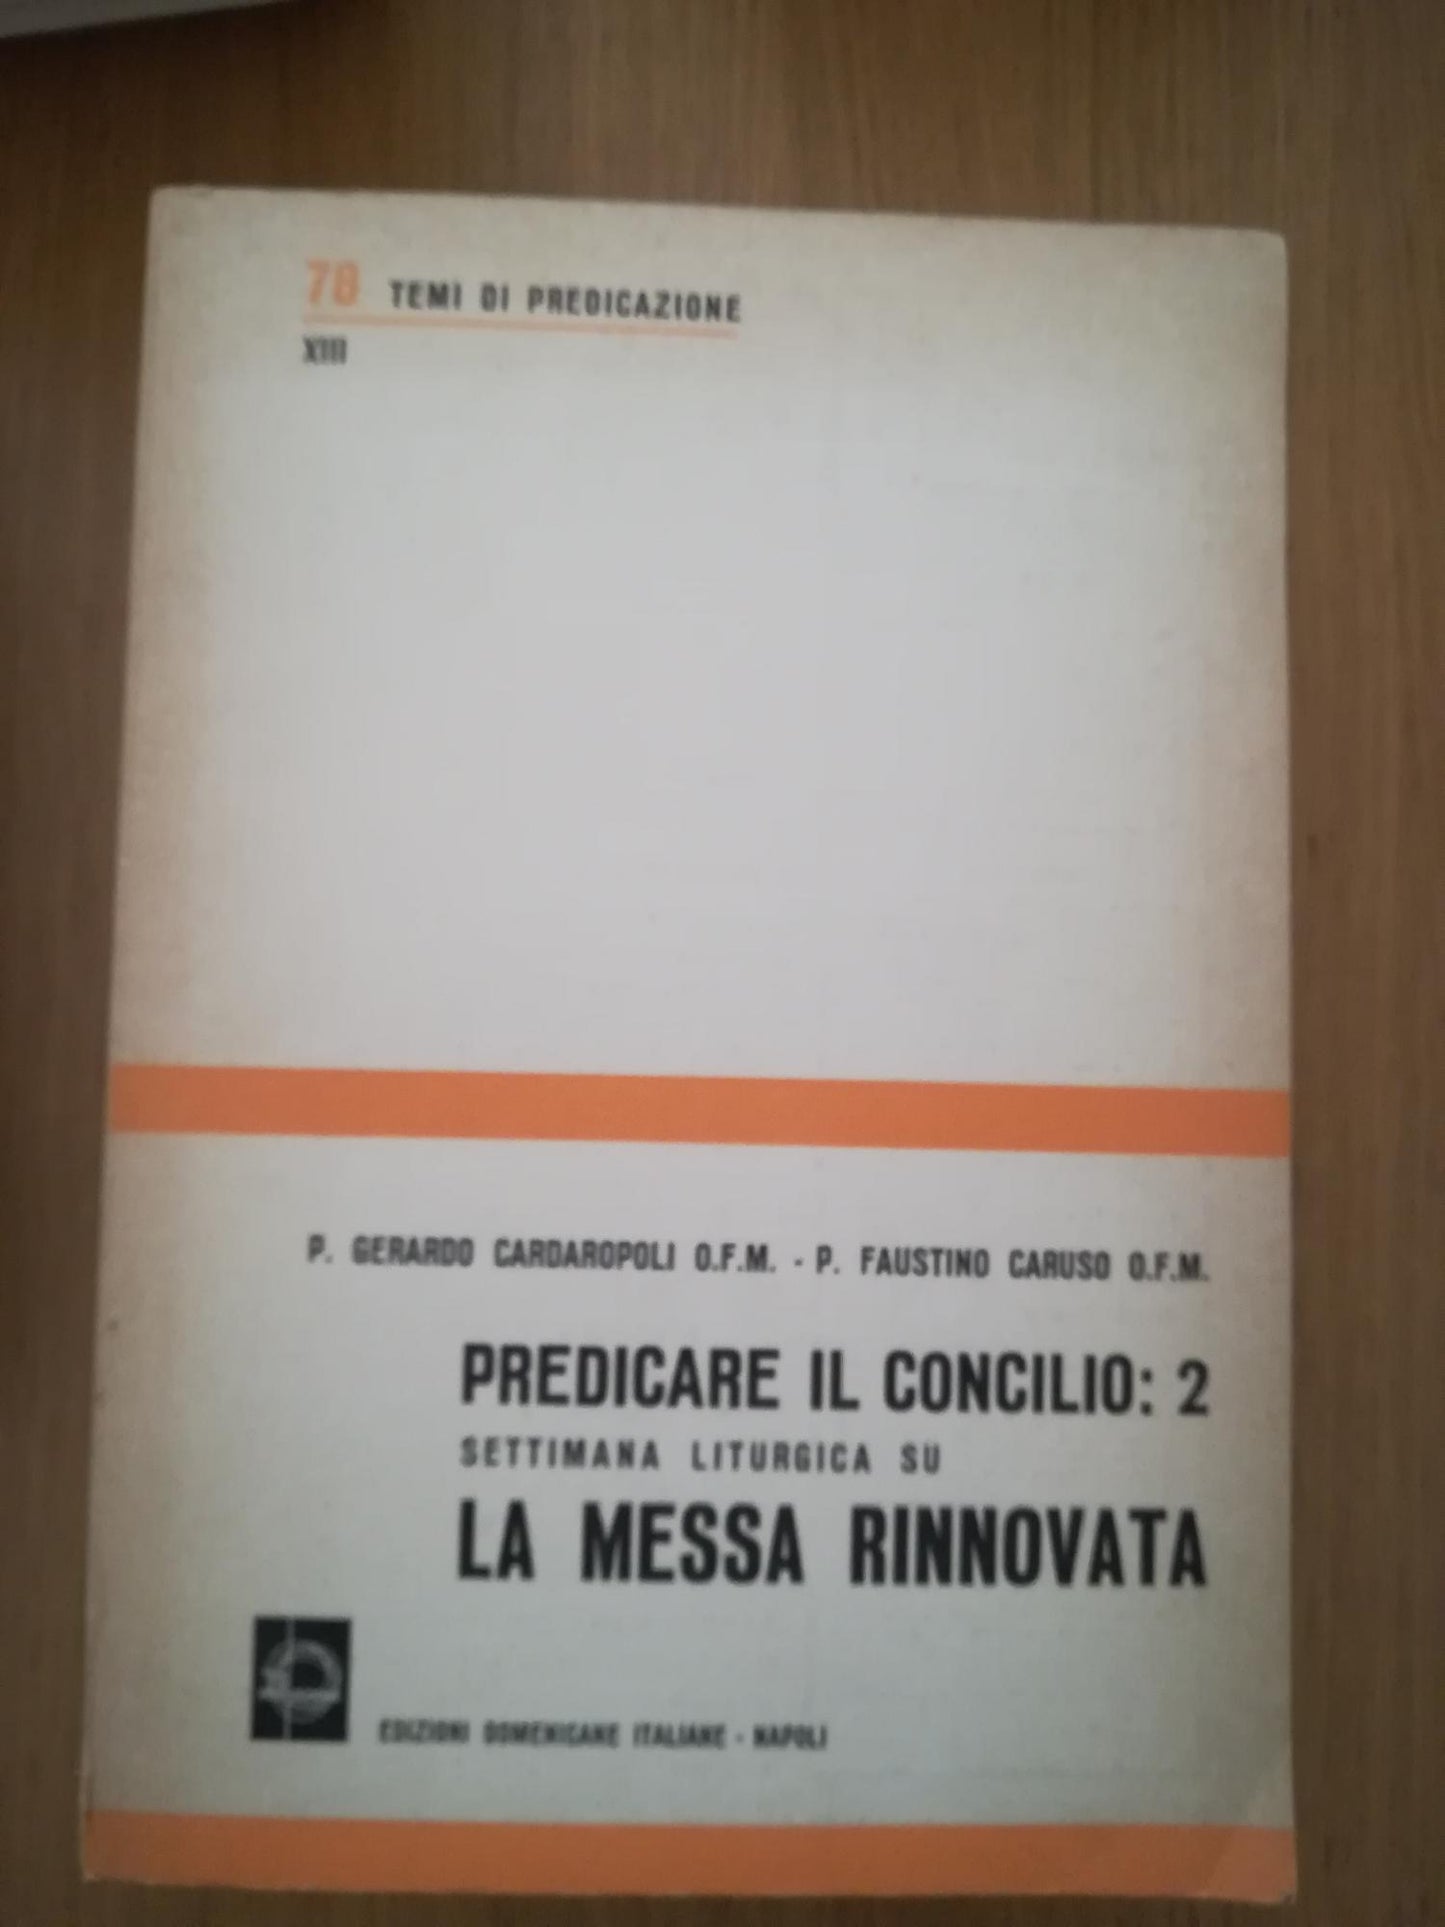 78 TEMI DI PREDICAZIONE
XIII
P. GERARDO CARDAROPOLI O.F.M. - P. FAUSTINO CARUSO O.F.M.
PREDICARE IL CONCILIO: 2
SETTIMANA LITURGICA SU
LA MESSA RINNOVATA
EDIZIONI DOMENICANE ITALIANE - NAPOLI